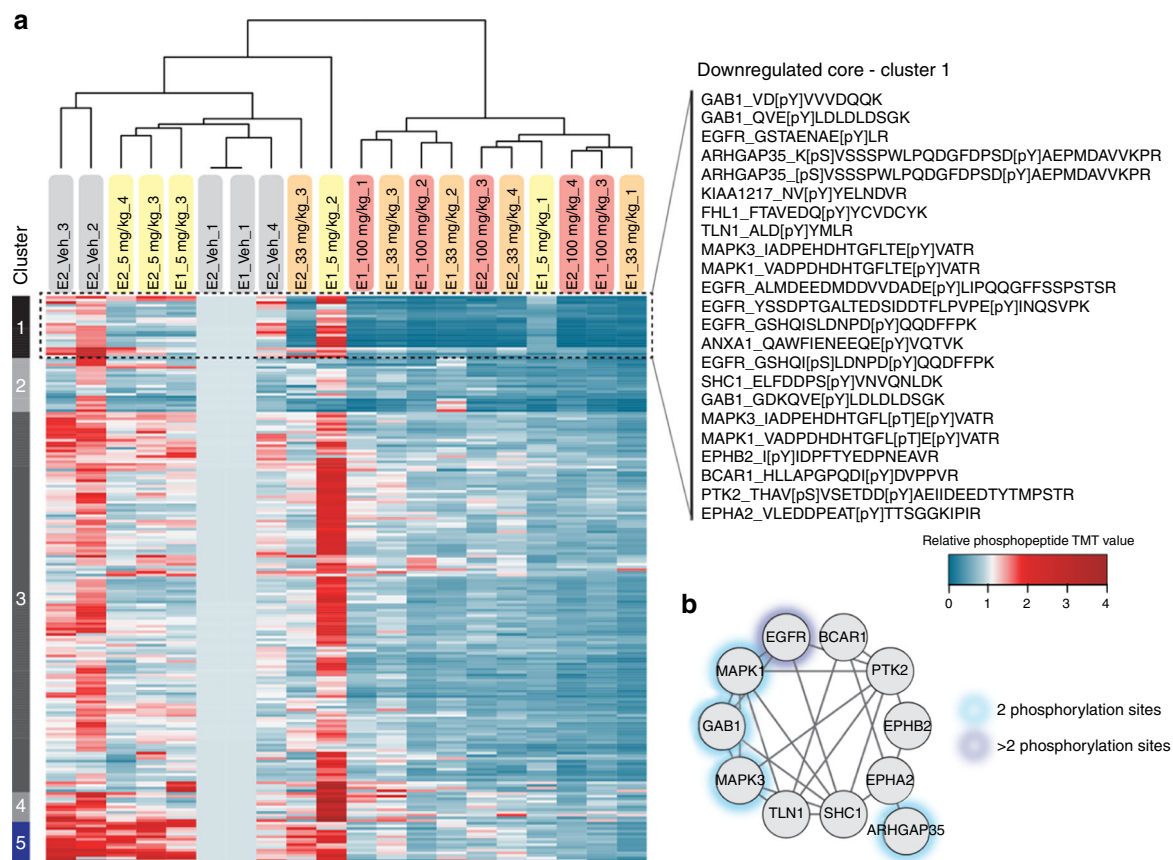 a
Downregulated core - cluster 1
GAB1_VD[pY]VVVDQQK
GAB1_QVE[pY]LDLDLDSGK
EGFR_GSTAENAE[pY]LR
ARHGAP35_K[pS]VSSSPWLPQDGFDPSD[pY]AEPMDAVVKPR
ARHGAP35_[pS]VSSSPWLPQDGFDPSD[pY]AEPMDAVVKPR
KIAA1217_NV[pY]YELNDVR
FHL1_FTAVEDQ[pY]YCVDCYK
TLN1_ALD[pY]YMLR
MAPK3_IADPEHDHTGFLTE[pY]VATR
MAPK1_VADPDHDHTGFLTE[pY]VATR
EGFR_ALMDEEDMDDVVDADE[pY]LIPQQGFFSSPSTSR
EGFR_YSSDPTGALTEDSIDDTFLPVPE[pY]INQSVPK
EGFR_GSHQISLDNPD[pY]QQDFFPK
ANXA1_QAWFIENEEQE[pY]VQTVK
EGFR_GSHQI[pS]LDNPD[pY]QQDFFPK
SHC1_ELFDDPS[pY]VNVQNLDK
GAB1_GDKQVE[pY]LDLDLDSGK
MAPK3_IADPEHDHTGFL[pT]E[pY]VATR
MAPK1_VADPDHDHTGFL[pT]E[pY]VATR
EPHB2_I[pY]IDPFTYEDPNEAVR
BCAR1_HLLAPGPQDI[pY]DVPPVR
PTK2_THAV[pS]VSETDD[pY]AEIIDEEDTYTMPSTR
EPHA2_VLEDDPEAT[pY]TTSGGKIPIR
Cluster
E2_Veh_3
E2_Veh_2
E2_5 mg/kg_4
E2_5 mg/kg_3
E1_5 mg/kg_3
E2_Veh_1
E1_Veh_1
E2_Veh_4
E2_33 mg/kg_3
E1_5 mg/kg_2
E1_100 mg/kg_1
E1_33 mg/kg_3
E1_100 mg/kg_2
E1_33 mg/kg_2
E2_100 mg/kg_3
E2_33 mg/kg_4
E1_5 mg/kg_1
E2_100 mg/kg_4
E1_100 mg/kg_3
E1_33 mg/kg_1
1
2
3
4
5
Relative phosphopeptide TMT value
0 1 2 3 4
b
EGFR
BCAR1
MAPK1
PTK2
GAB1
EPHB2
MAPK3
EPHA2
TLN1
SHC1
ARHGAP35
2 phosphorylation sites
>2 phosphorylation sites